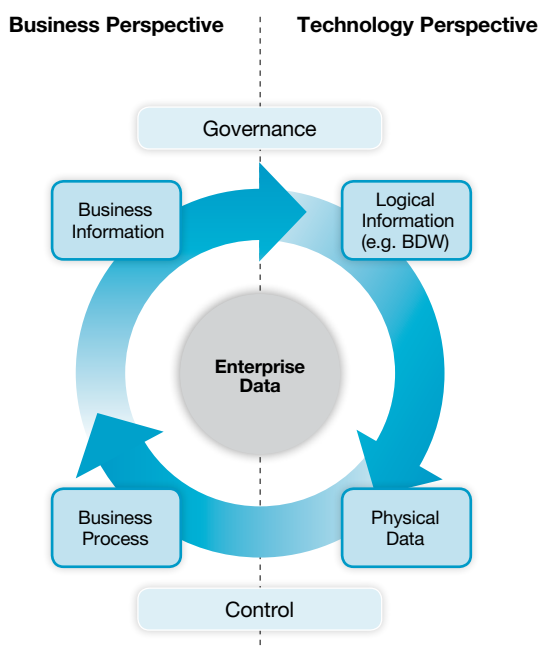 Business Perspective
Technology Perspective
Governance
Business
Information
Logical
Information
(e.g. BDW)
Enterprise
Data
Business
Process
Physical
Data
Control